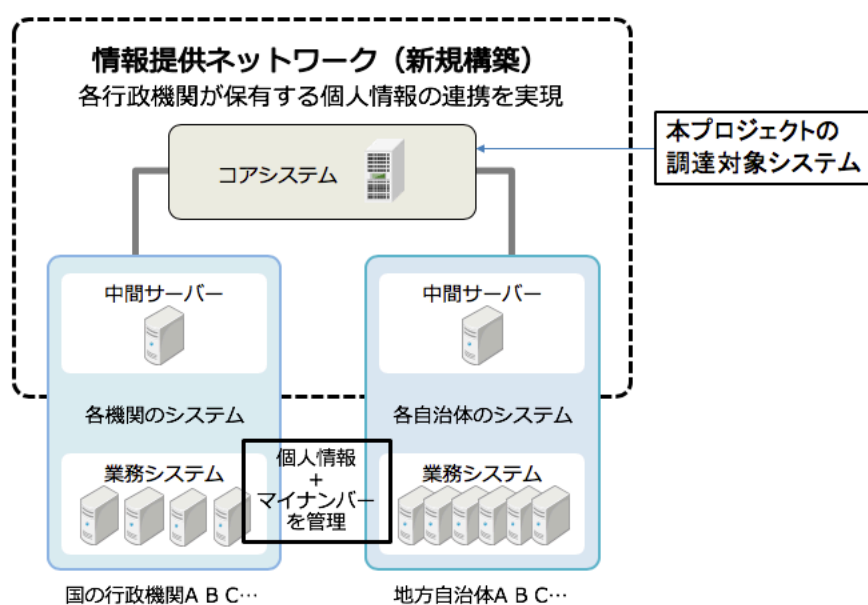 情報提供ネットワーク（新規構築）
各行政機関が保有する個人情報の連携を実現
コアシステム
本プロジェクトの
調達対象システム
中間サーバー
中間サーバー
各機関のシステム
各自治体のシステム
業務システム
個人情報
+
マイナンバー
を管理
業務システム
国の行政機関A B C…
地方自治体A B C…